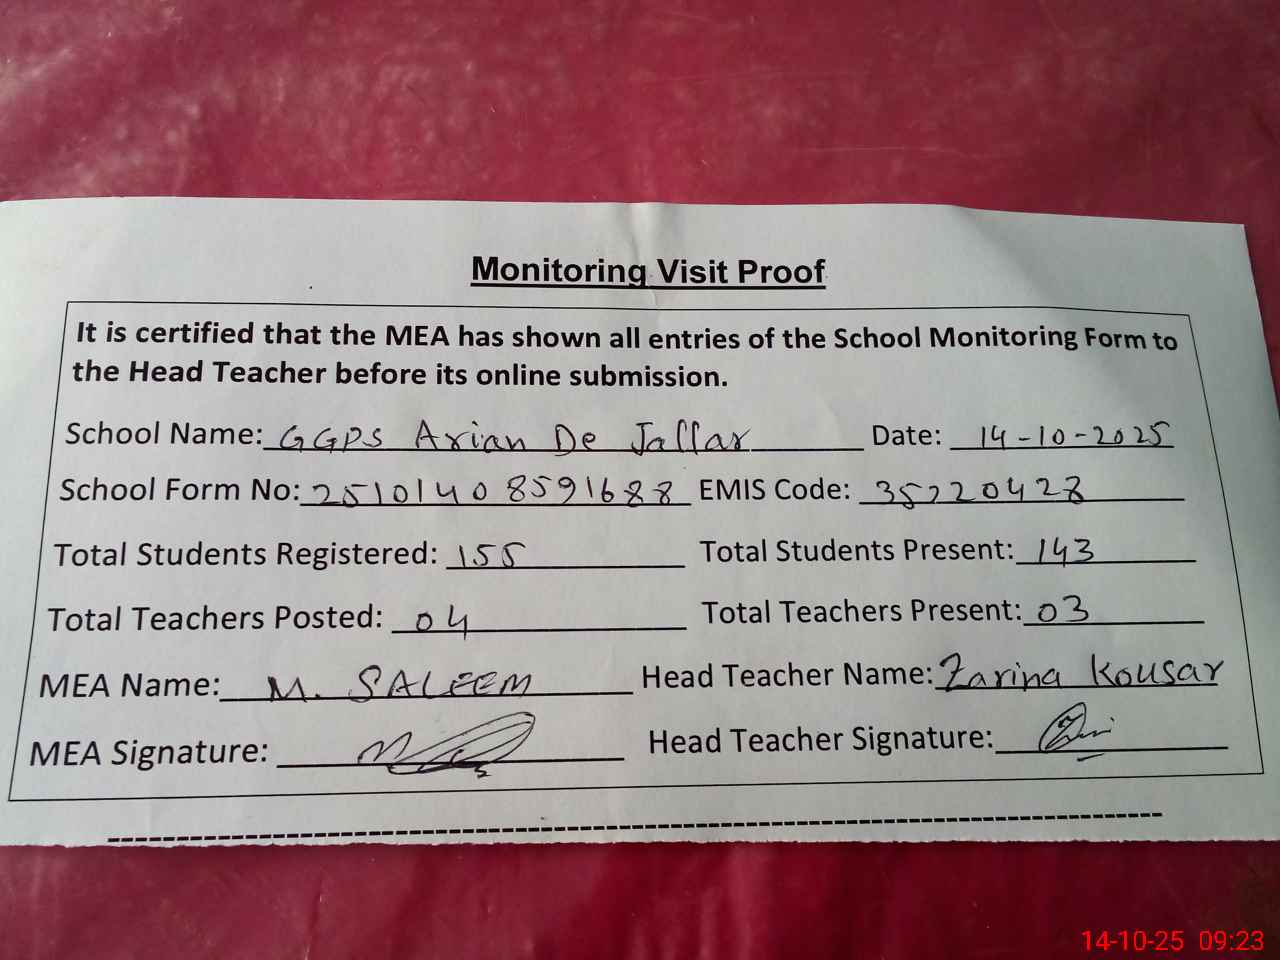 Monitoring Visit Proof
It is certified that the MEA has shown all entries of the School Monitoring Form to
the Head Teacher before its online submission.
School Name: GGPS Arian De Jallar Date: 14-10-2025
School Form No: 25101408591688 EMIS Code: 35220428
Total Students Registered: 155 Total Students Present: 143
Total Teachers Posted: 04 Total Teachers Present: 03
MEA Name: M. SALEEM Head Teacher Name: Zarina Kousar
MEA Signature: Head Teacher Signature:
14-10-25 09:23